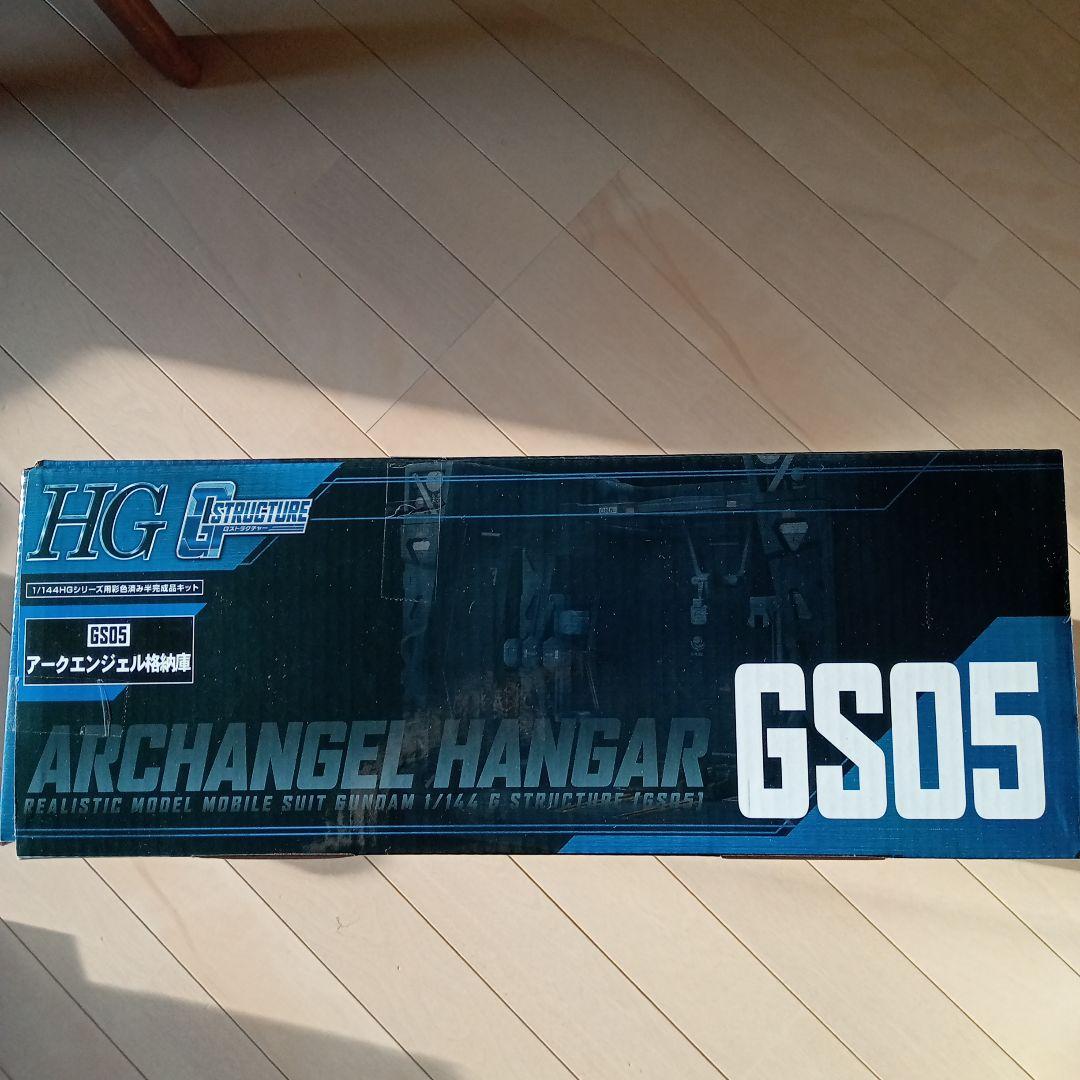 HG G STRUCTURE
Gストラクチャー
1/144HGシリーズ用彩色済み半完成品キット
GS05
アークエンジェル格納庫
ARCHANGEL HANGAR
REALISTIC MODEL MOBILE SUIT GUNDAM 1/144 G STRUCTURE [GS05]
GS05